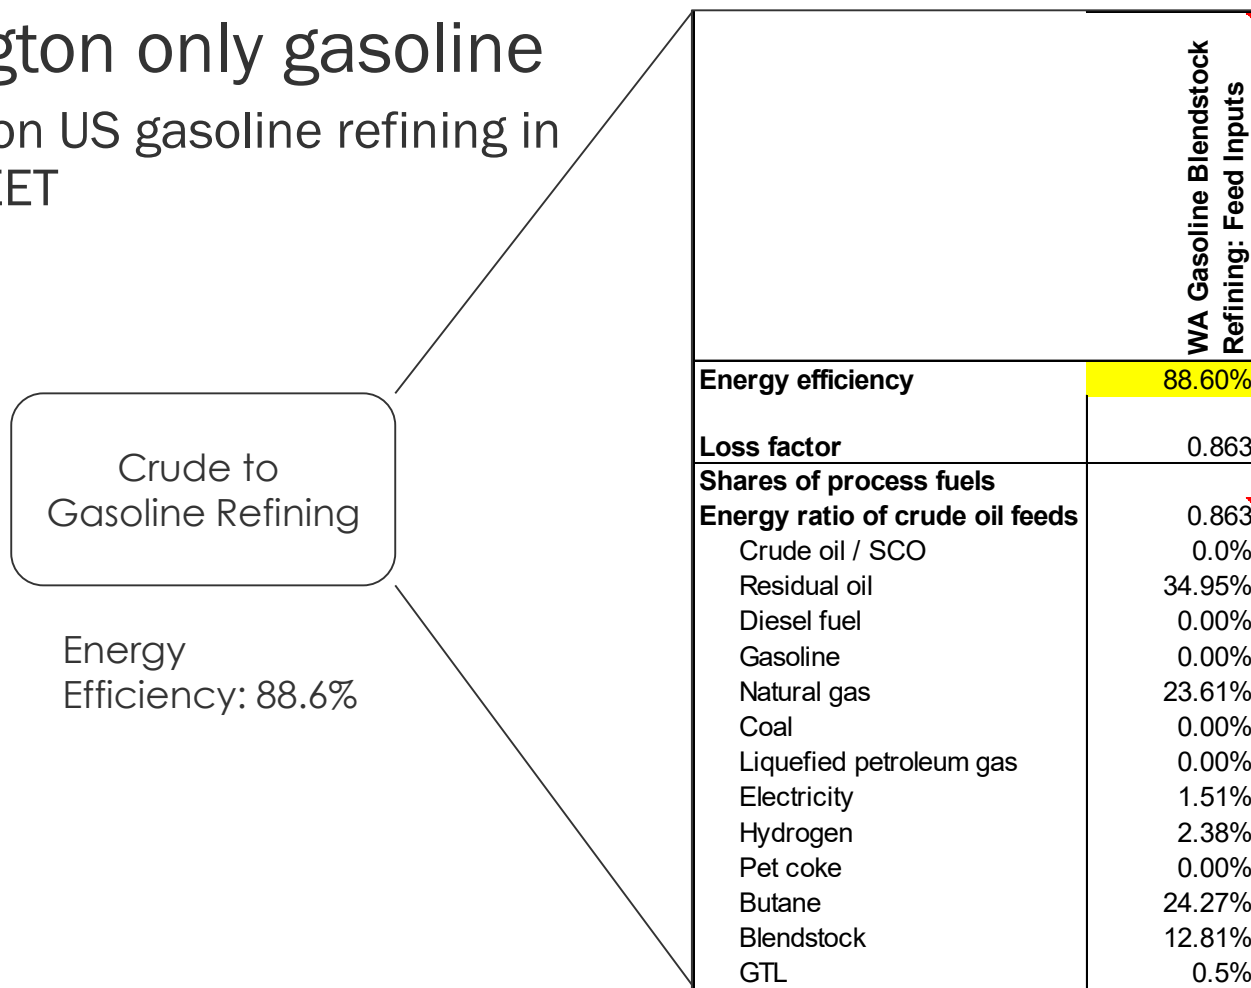 gton only gasoline
on US gasoline refining in
EET
Crude to
Gasoline Refining
Energy
Efficiency: 88.6%
WA Gasoline Blendstock
Refining: Feed Inputs
Energy efficiency 88.60%
Loss factor 0.863
Shares of process fuels
Energy ratio of crude oil feeds 0.863
Crude oil / SCO 0.0%
Residual oil 34.95%
Diesel fuel 0.00%
Gasoline 0.00%
Natural gas 23.61%
Coal 0.00%
Liquefied petroleum gas 0.00%
Electricity 1.51%
Hydrogen 2.38%
Pet coke 0.00%
Butane 24.27%
Blendstock 12.81%
GTL 0.5%